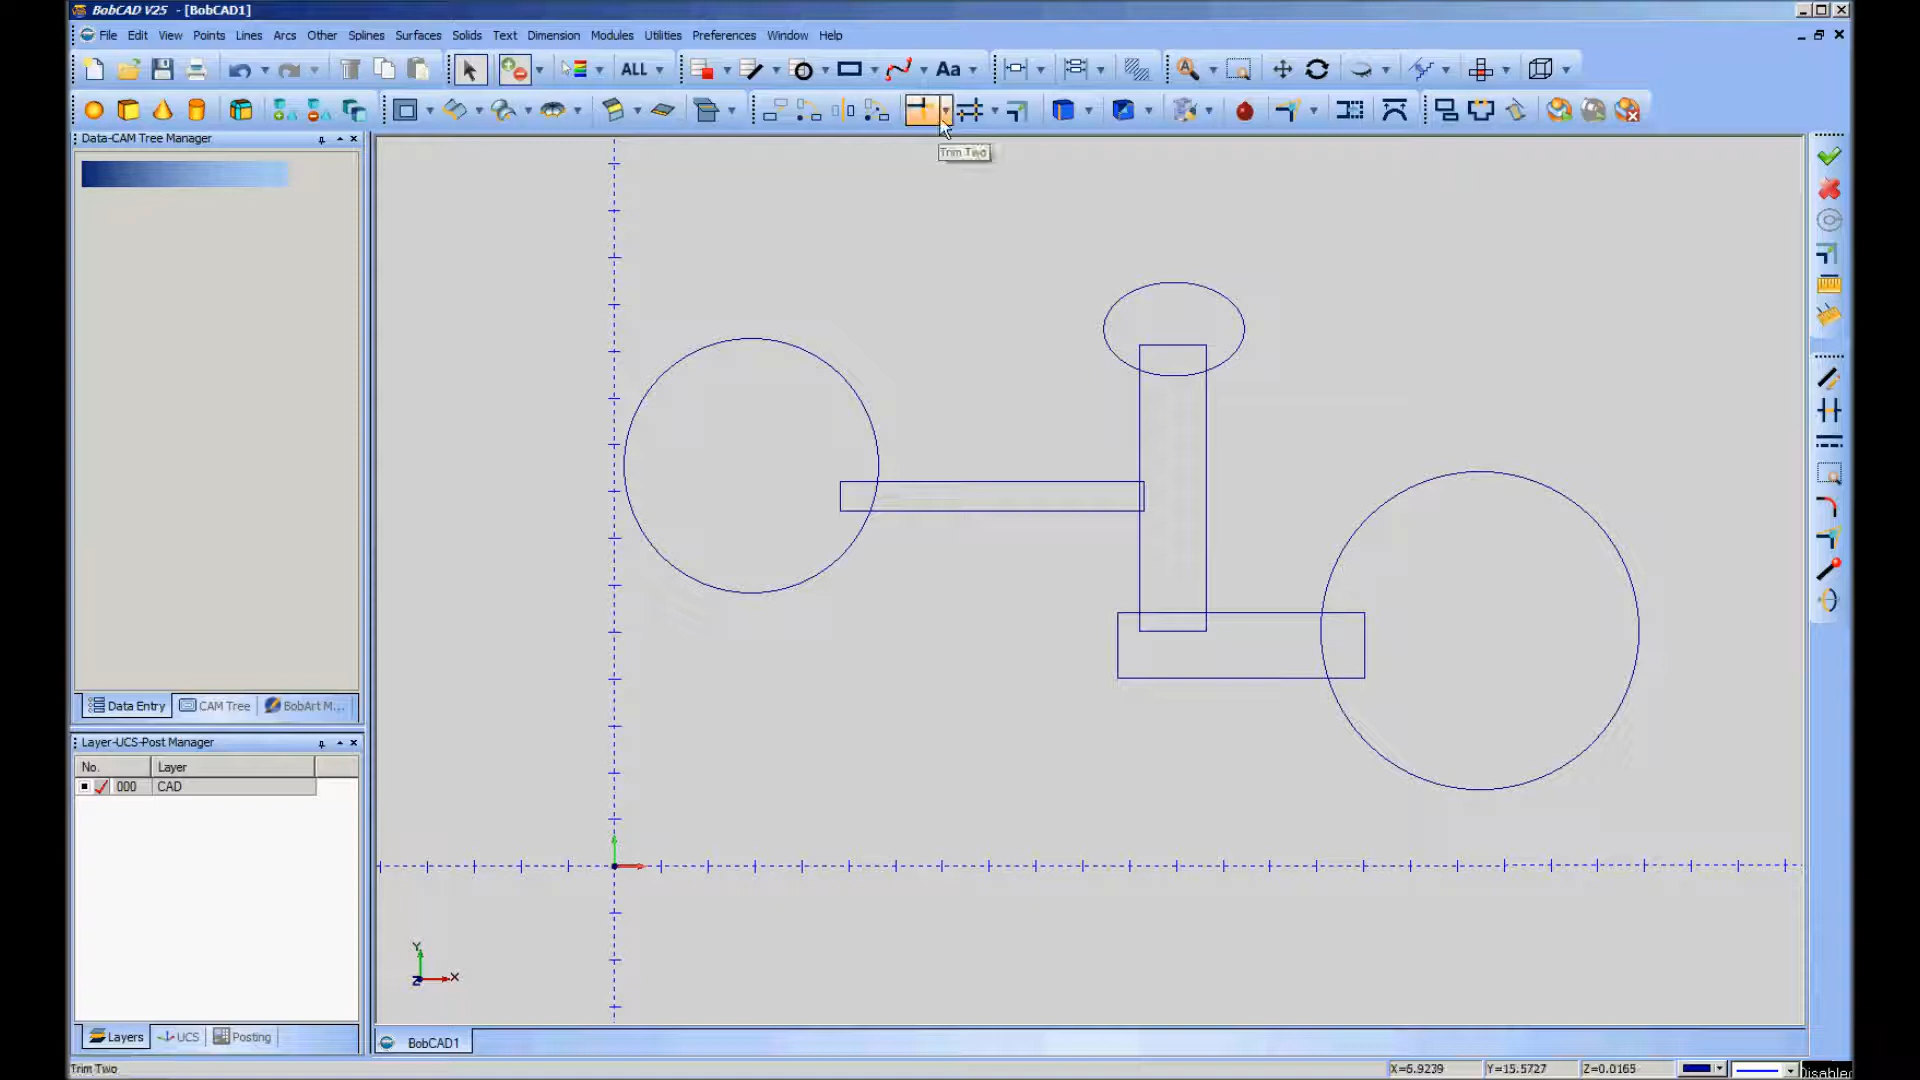 BobCAD V25 - [BobCAD1]
File Edit View Points Lines Arcs Other Splines Surfaces Solids Text Dimension Modules Utilities Preferences Window Help
ALL Aa
Data-CAM Tree Manager
Trim Two
Data Entry CAM Tree BobArt M...
Layer-UCS-Post Manager
No. Layer
000 CAD
Y
X
Z
Layers UCS Posting
BobCAD1
Trim Two X=6.9239 Y=15.5727 Z=0.0165 Disabled